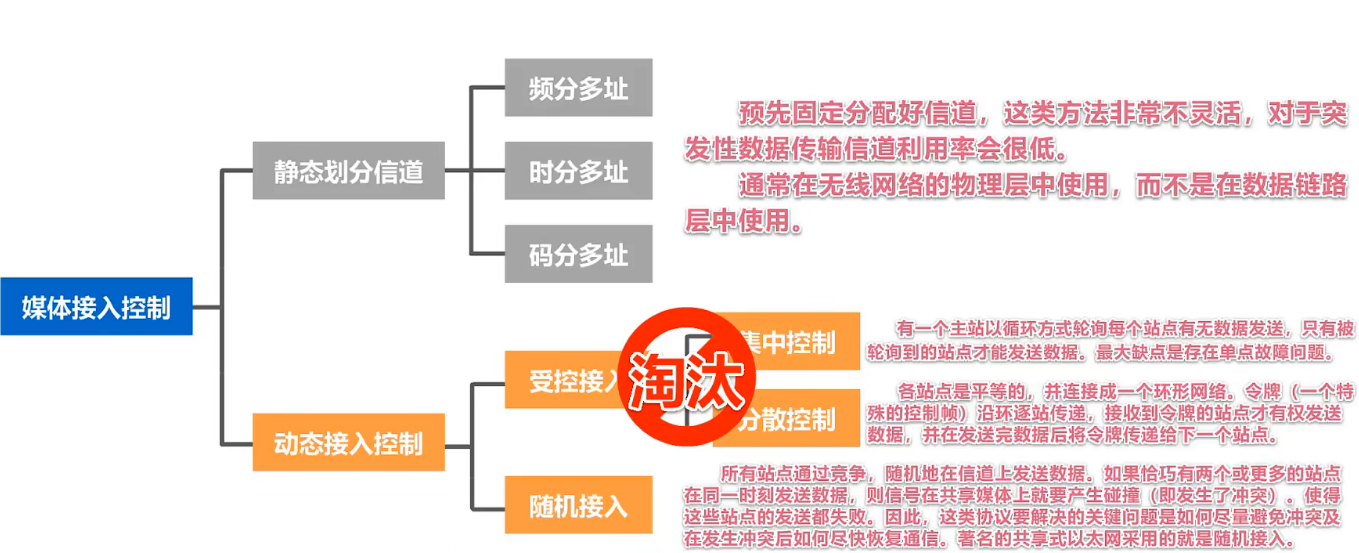 频分多址
预先固定分配好信道，这类方法非常不灵活，对于突
发性数据传输信道利用率会很低。
静态划分信道
时分多址
通常在无线网络的物理层中使用，而不是在数据链路
层中使用。
码分多址
媒体接入控制
集中控制
有一个主站以循环方式轮询每个站点有无数据发送，只有被
轮询到的站点才能发送数据。最大缺点是存在单点故障问题。
受控接入
淘汰
各站点是平等的，并连接成一个环形网络。令牌（一个特
殊的控制帧）沿环逐站传递，接收到令牌的站点才有权发送
数据，并在发送完数据后将令牌传递给下一个站点。
分散控制
动态接入控制
随机接入
所有站点通过竞争，随机地在信道上发送数据。如果恰巧有两个或更多的站点
在同一时刻发送数据，则信号在共享媒体上就要产生碰撞（即发生了冲突）。使得
这些站点的发送都失败。因此，这类协议要解决的关键问题是如何尽量避免冲突及
在发生冲突后如何尽快恢复通信。著名的共享式以太网采用的就是随机接入。